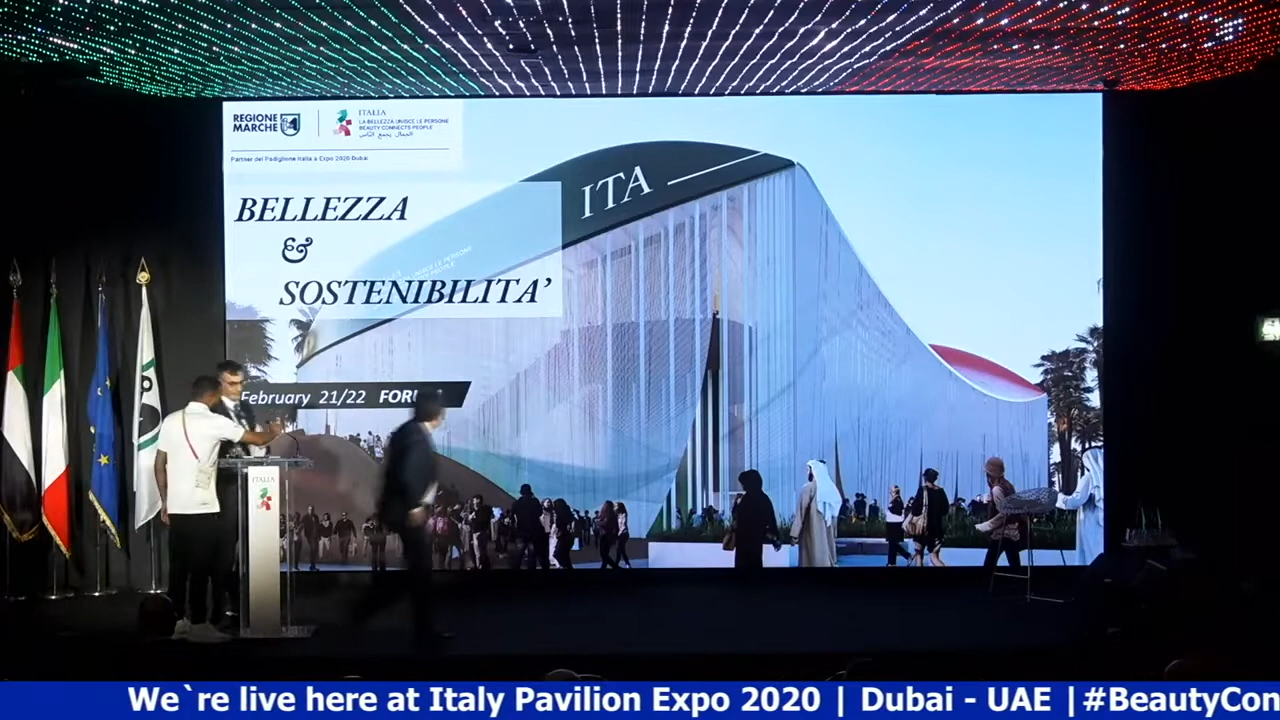 REGIONE
MARCHE
ITALIA
LA BELLEZZA UNISCE LE PERSONE
BEAUTY CONNECTS PEOPLE
الجمال يجمع الناس
Partner del Padiglione Italia a Expo 2020 Dubai
BELLEZZA
&
SOSTENIBILITA’
ITA
February 21/22 FORU
ITALIA
We`re live here at Italy Pavilion Expo 2020 | Dubai - UAE |#BeautyCon